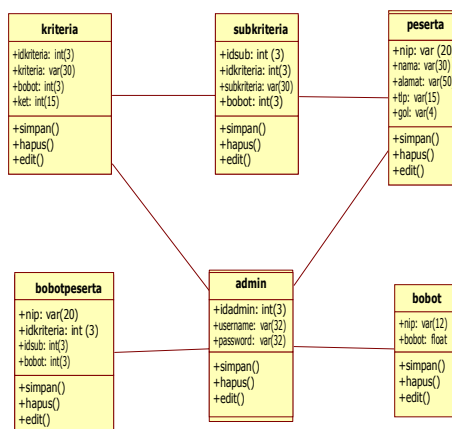 kriteria
+idkriteria: int(3)
+kriteria: var(30)
+bobot: int(3)
+ket: int(15)
+simpan()
+hapus()
+edit()
subkriteria
+idsub: int (3)
+idkriteria: int(3)
+subkriteria: var(30)
+bobot: int(3)
+simpan()
+hapus()
+edit()
peserta
+nip: var (20
+nama: var(30)
+alamat: var(50
+tlp: var(15)
+gol: var(4)
+simpan()
+hapus()
+edit()
bobotpeserta
+nip: var(20)
+idkriteria: int (3)
+idsub: int(3)
+bobot: int(3)
+simpan()
+hapus()
+edit()
admin
+idadmin: int(3)
+username: var(32)
+password: var(32)
+simpan()
+hapus()
+edit()
bobot
+nip: var(12)
+bobot: float
+simpan()
+hapus()
+edit()